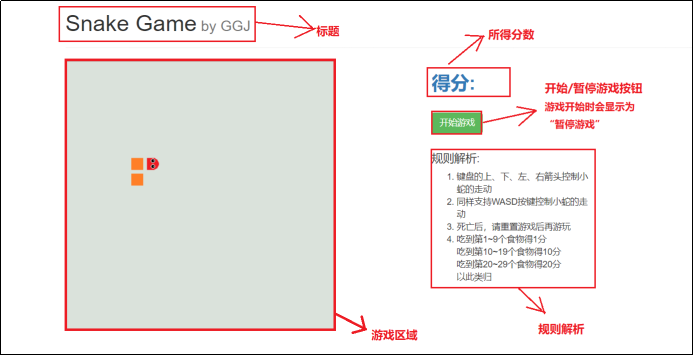 Snake Game by GGJ
标题
所得分数
得分:
开始/暂停游戏按钮
游戏开始时会显示为
“暂停游戏”
开始游戏
规则解析:
1. 键盘的上、下、左、右箭头控制小
蛇的走动
2. 同样支持WASD按键控制小蛇的走
动
3. 死亡后，请重置游戏后再游玩
4. 吃到第1~9个食物得1分
吃到第10~19个食物得10分
吃到第20~29个食物得20分
以此类归
游戏区域
规则解析